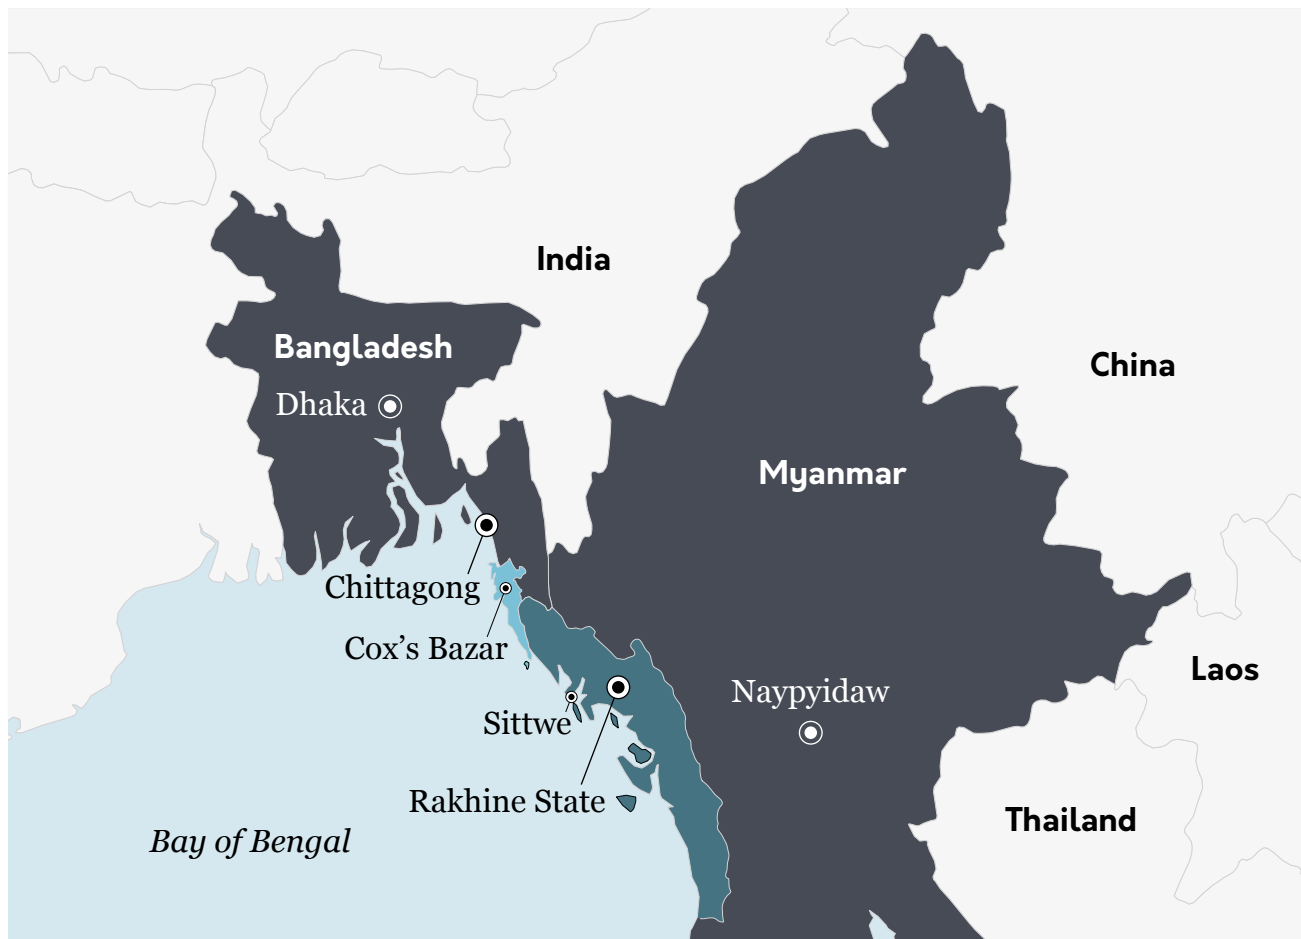 India
Bangladesh
China
Dhaka
Myanmar
Chittagong
Cox’s Bazar
Laos
Naypyidaw
Sittwe
Rakhine State
Thailand
Bay of Bengal